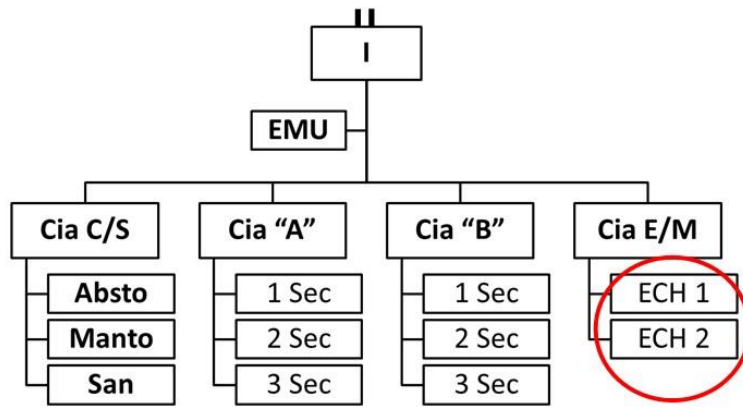 I
EMU
Cia C/S
Cia “A”
Cia “B”
Cia E/M
Absto
1 Sec
1 Sec
ECH 1
Manto
2 Sec
2 Sec
ECH 2
San
3 Sec
3 Sec